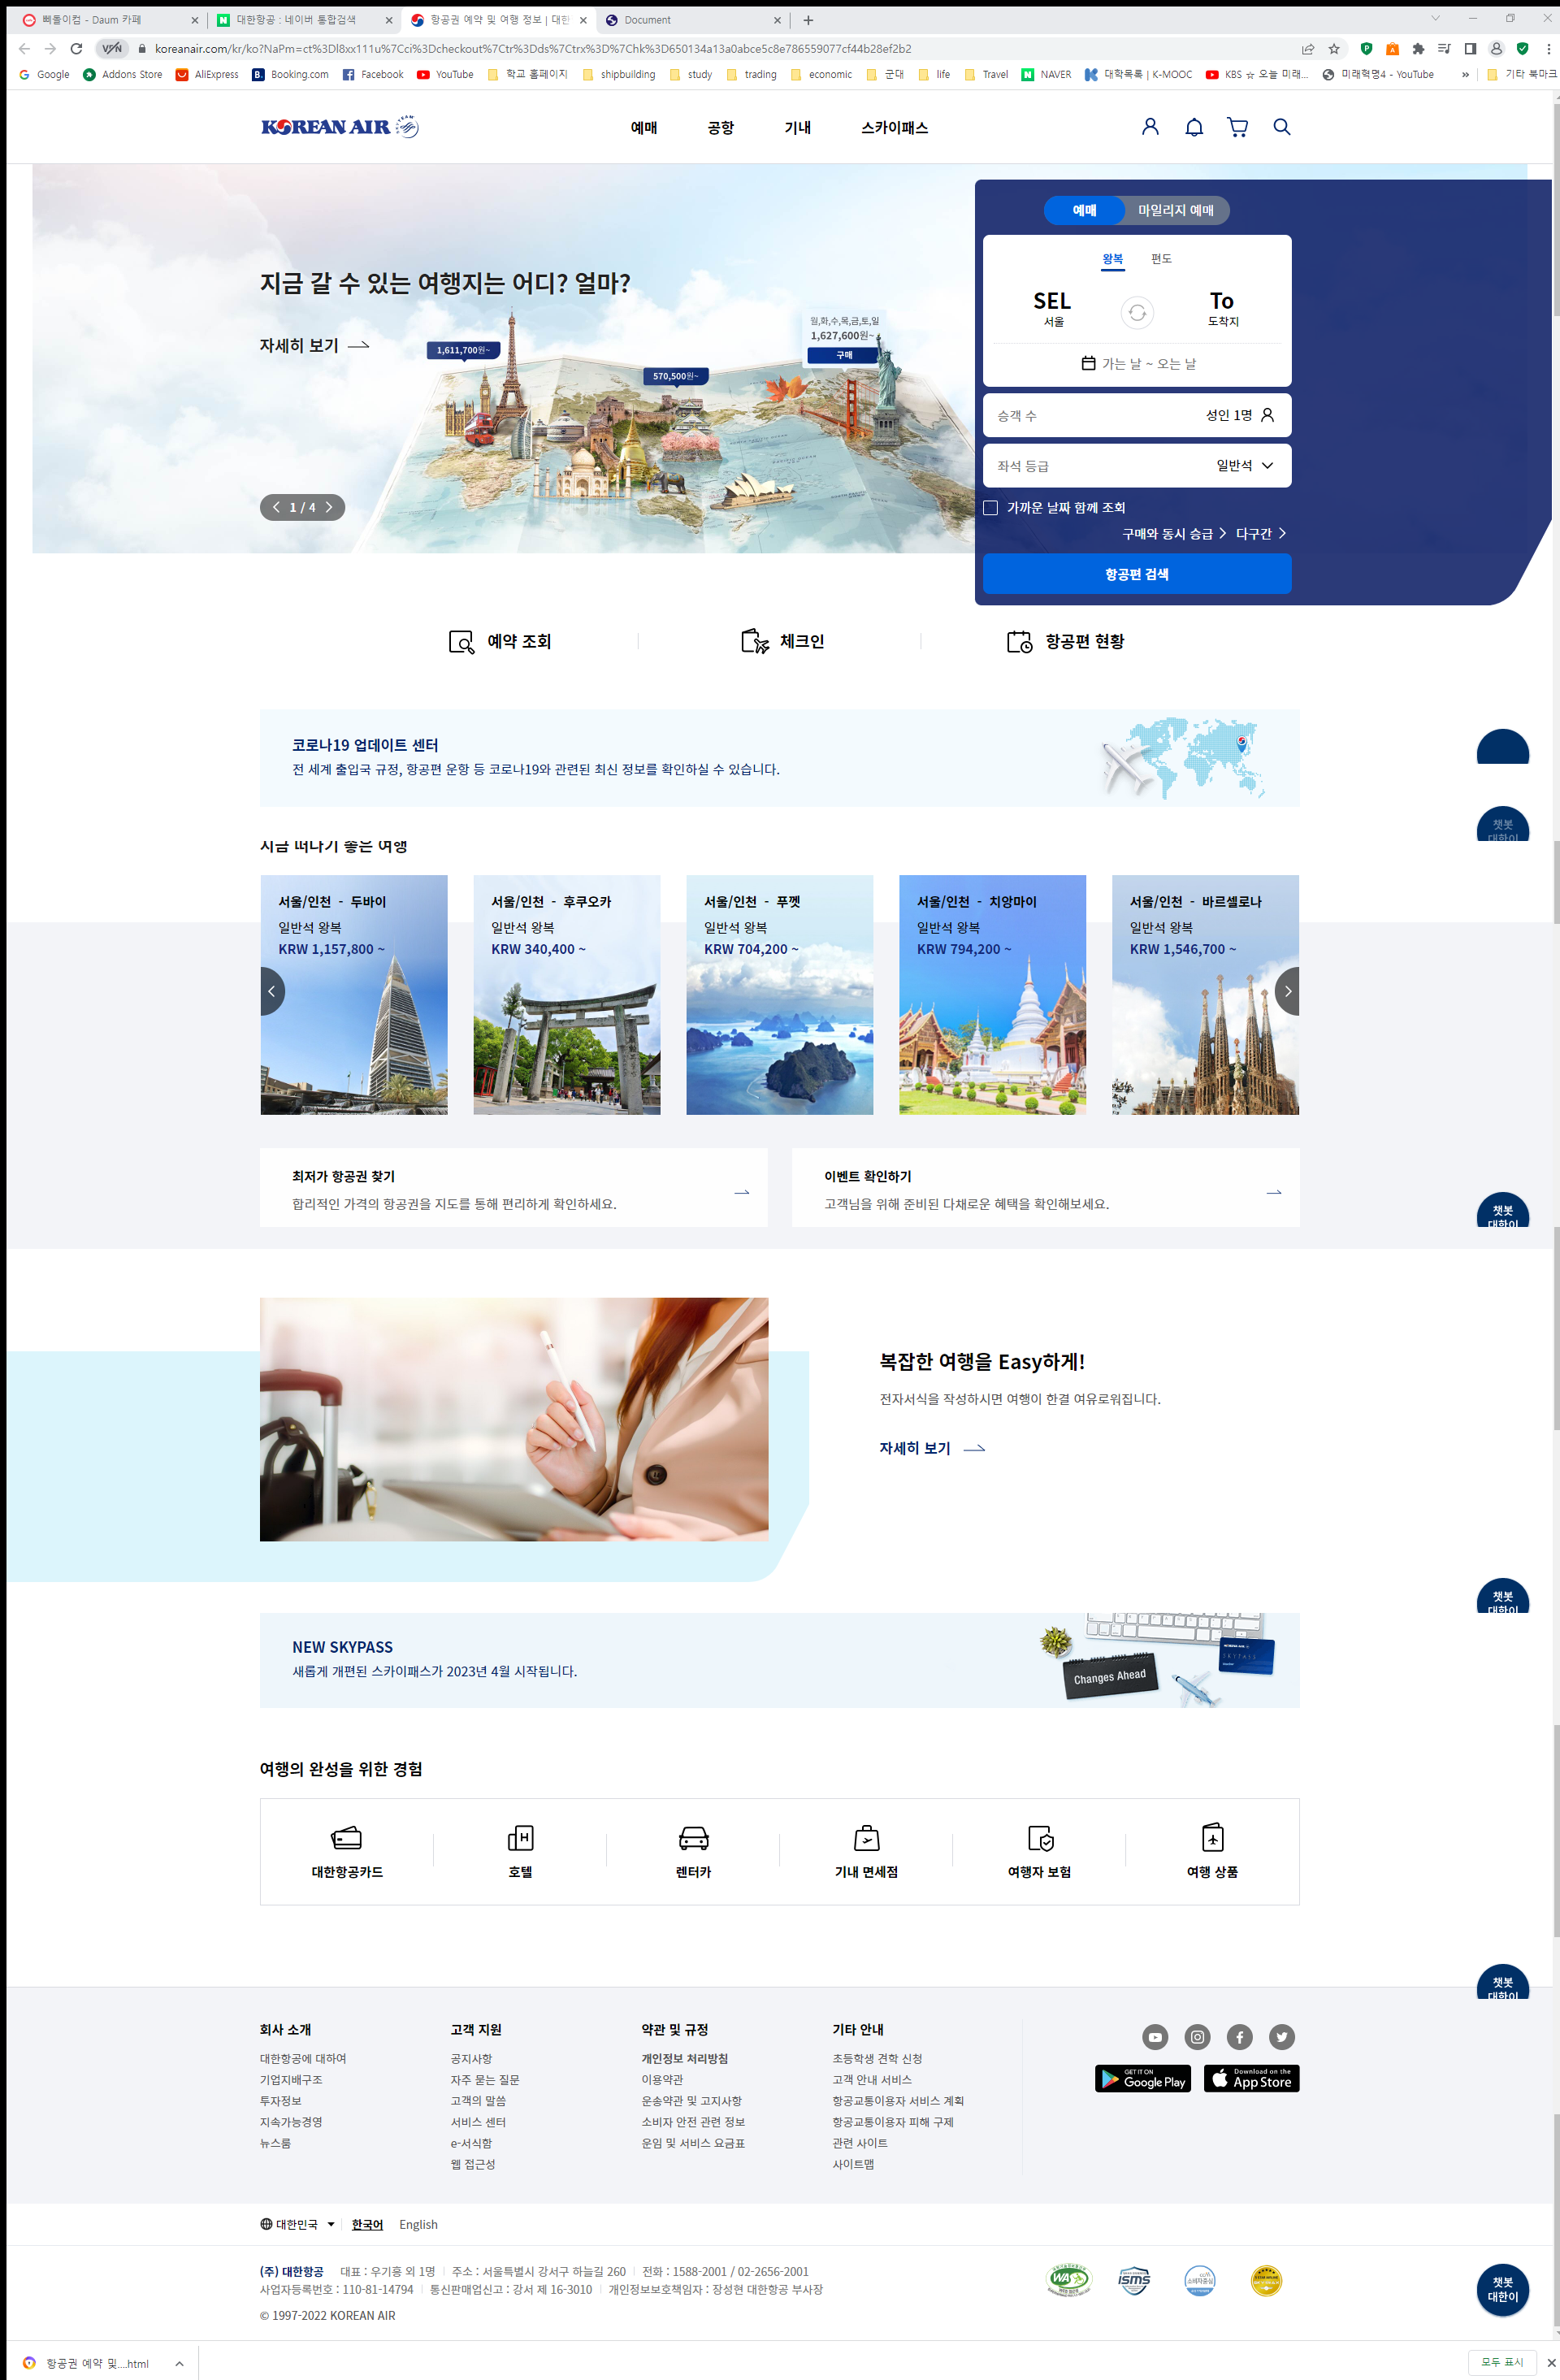 삐돌이컴 - Daum 카페
대한항공 : 네이버 통합검색
항공권 예약 및 여행 정보 | 대한
Document
VPN
koreanair.com/kr/ko?NaPm=ct%3Dl8xx111u%7Cci%3Dcheckout%7Ctr%3Dds%7Ctrx%3D%7Chk%3D650134a13a0abce5c8e786559077cf44b28ef2b2
Google Addons Store AliExpress Booking.com Facebook YouTube 학교 홈페이지 shipbuilding study trading economic 군대 life Travel NAVER 대학목록 | K-MOOC KBS ☆ 오늘 미래... 미래혁명4 - YouTube » 기타 북마크
KOREAN AIR
예매 공항 기내 스카이패스
예매 마일리지 예매
왕복 편도
지금 갈 수 있는 여행지는 어디? 얼마?
SEL To
서울 도착지
자세히 보기
1,611,700원~
570,500원~
월,화,수,목,금,토,일
1,627,600원~
구매
가는 날 ~ 오는 날
승객 수 성인 1명
좌석 등급 일반석
1 / 4
가까운 날짜 함께 조회
구매와 동시 승급 다구간
항공편 검색
예약 조회 체크인 항공편 현황
코로나19 업데이트 센터
전 세계 출입국 규정, 항공편 운항 등 코로나19와 관련된 최신 정보를 확인하실 수 있습니다.
챗봇
대한이
지금 떠나기 좋은 여행
서울/인천 - 두바이
일반석 왕복
KRW 1,157,800 ~
서울/인천 - 후쿠오카
일반석 왕복
KRW 340,400 ~
서울/인천 - 푸껫
일반석 왕복
KRW 704,200 ~
서울/인천 - 치앙마이
일반석 왕복
KRW 794,200 ~
서울/인천 - 바르셀로나
일반석 왕복
KRW 1,546,700 ~
최저가 항공권 찾기
합리적인 가격의 항공권을 지도를 통해 편리하게 확인하세요.
이벤트 확인하기
고객님을 위해 준비된 다채로운 혜택을 확인해보세요.
챗봇
대한이
복잡한 여행을 Easy하게!
전자서식을 작성하시면 여행이 한결 여유로워집니다.
자세히 보기
챗봇
대한이
NEW SKYPASS
새롭게 개편된 스카이패스가 2023년 4월 시작됩니다.
Changes Ahead
KOREAN AIR
SKYPASS
여행의 완성을 위한 경험
대한항공카드 호텔 렌터카 기내 면세점 여행자 보험 여행 상품
챗봇
대한이
회사 소개
대한항공에 대하여
기업지배구조
투자정보
지속가능경영
뉴스룸
고객 지원
공지사항
자주 묻는 질문
고객의 말씀
서비스 센터
e-서식함
웹 접근성
약관 및 규정
개인정보 처리방침
이용약관
운송약관 및 고지사항
소비자 안전 관련 정보
운임 및 서비스 요금표
기타 안내
초등학생 견학 신청
고객 안내 서비스
항공교통이용자 서비스 계획
항공교통이용자 피해 구제
관련 사이트
사이트맵
GET IT ON
Google Play
Download on the
App Store
대한민국 한국어 English
(주) 대한항공 대표 : 우기홍 외 1명 주소 : 서울특별시 강서구 하늘길 260 전화 : 1588-2001 / 02-2656-2001
사업자등록번호 : 110-81-14794 통신판매업신고 : 강서 제 16-3010 개인정보보호책임자 : 장성현 대한항공 부사장
© 1997-2022 KOREAN AIR
WA
ISMS
소비자중심
챗봇
대한이
항공권 예약 및....html
모두 표시